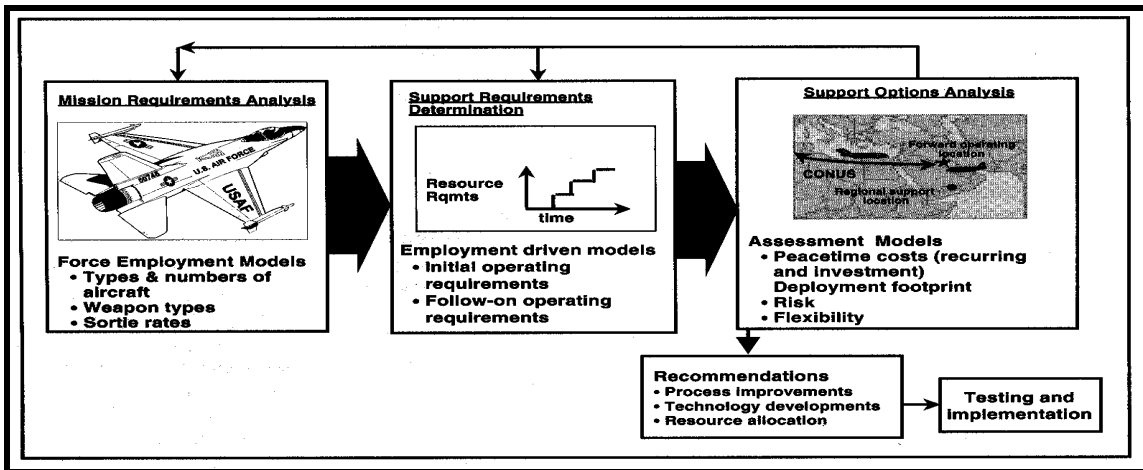 Mission Requirements Analysis
U.S. AIR FORCE
USAF
Force Employment Models
• Types & numbers of
aircraft
• Weapon types
• Sortie rates
Support Requirements
Determination
Resource
Rqmts
time
Employment driven models
• Initial operating
requirements
• Follow-on operating
requirements
Support Options Analysis
Forward operating
location
CONUS
Regional support
location
Assessment Models
• Peacetime costs (recurring
and investment)
Deployment footprint
• Risk
• Flexibility
Recommendations
• Process improvements
• Technology developments
• Resource allocation
Testing and
implementation